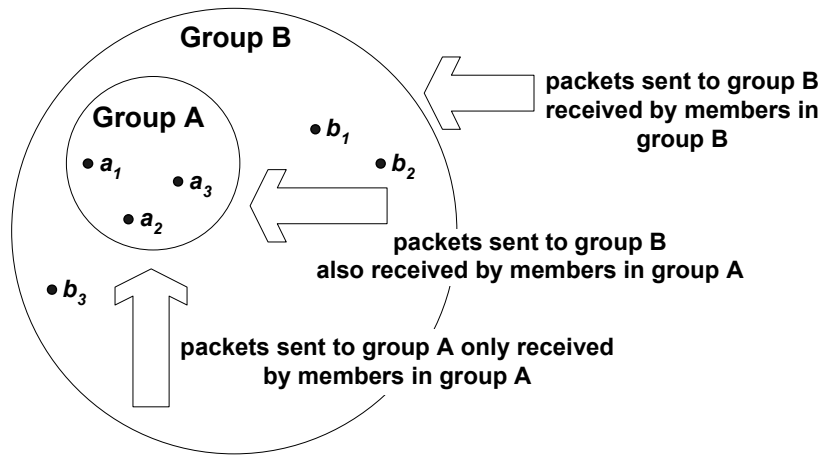 Group B
packets sent to group B
received by members in
group B
Group A
b1
a1
b2
a3
a2
packets sent to group B
also received by members in group A
b3
packets sent to group A only received
by members in group A